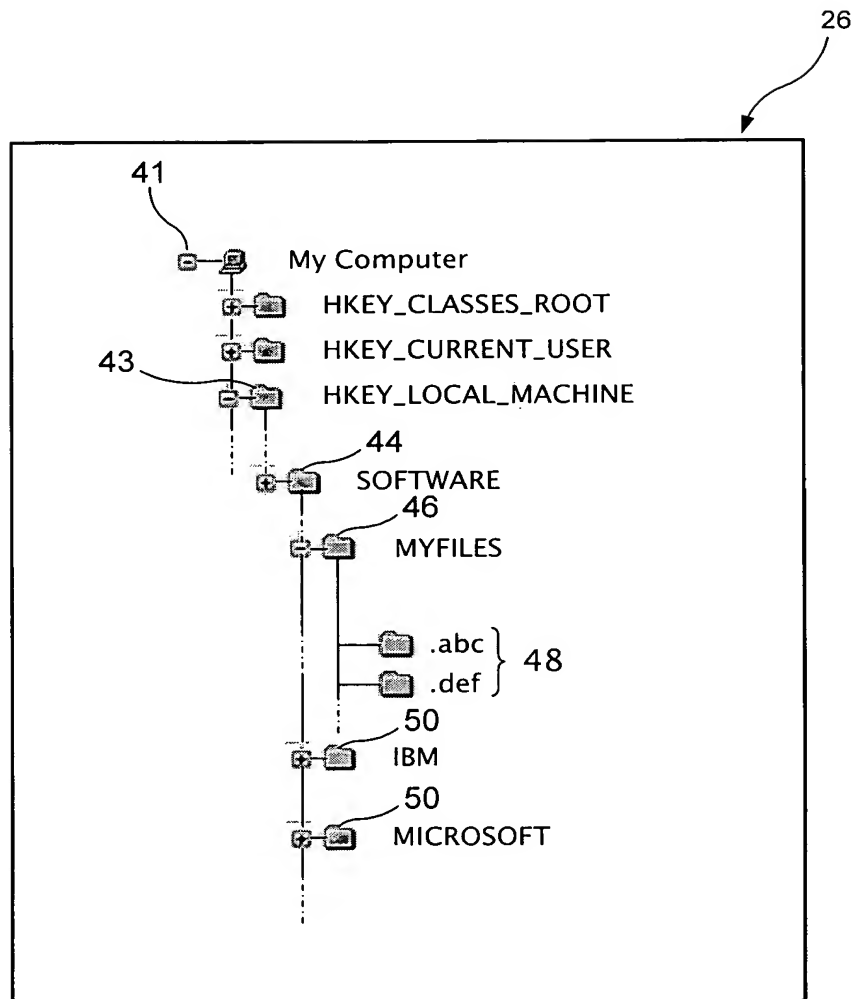 26
41
My Computer
HKEY_CLASSES_ROOT
HKEY_CURRENT_USER
43
HKEY_LOCAL_MACHINE
44
SOFTWARE
46
MYFILES
.abc
.def
48
50
IBM
50
MICROSOFT